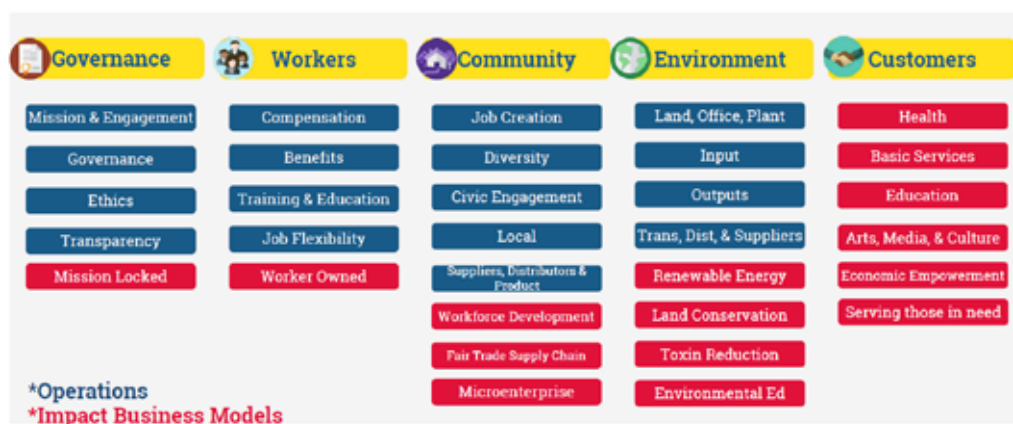 Governance
Workers
Community
Environment
Customers
Mission & Engagement
Governance
Ethics
Transparency
Mission Locked
Compensation
Benefits
Training & Education
Job Flexibility
Worker Owned
Job Creation
Diversity
Civic Engagement
Local
Suppliers, Distributors &
Product
Workforce Development
Fair Trade Supply Chain
Microenterprise
Land, Office, Plant
Input
Outputs
Trans, Dist, & Suppliers
Renewable Energy
Land Conservation
Toxin Reduction
Environmental Ed
Health
Basic Services
Education
Arts, Media, & Culture
Economic Empowerment
Serving those in need
*Operations
*Impact Business Models